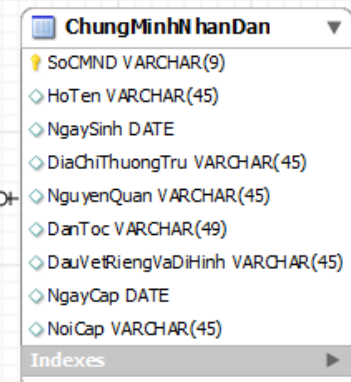 ChungMinhNhanDan
SoCMND VARCHAR(9)
HoTen VARCHAR(45)
NgaySinh DATE
DiaChiThuongTru VARCHAR(45)
NguyenQuan VARCHAR(45)
DanToc VARCHAR(49)
DauVetRiengVaDiHinh VARCHAR(45)
NgayCap DATE
NoiCap VARCHAR(45)
Indexes